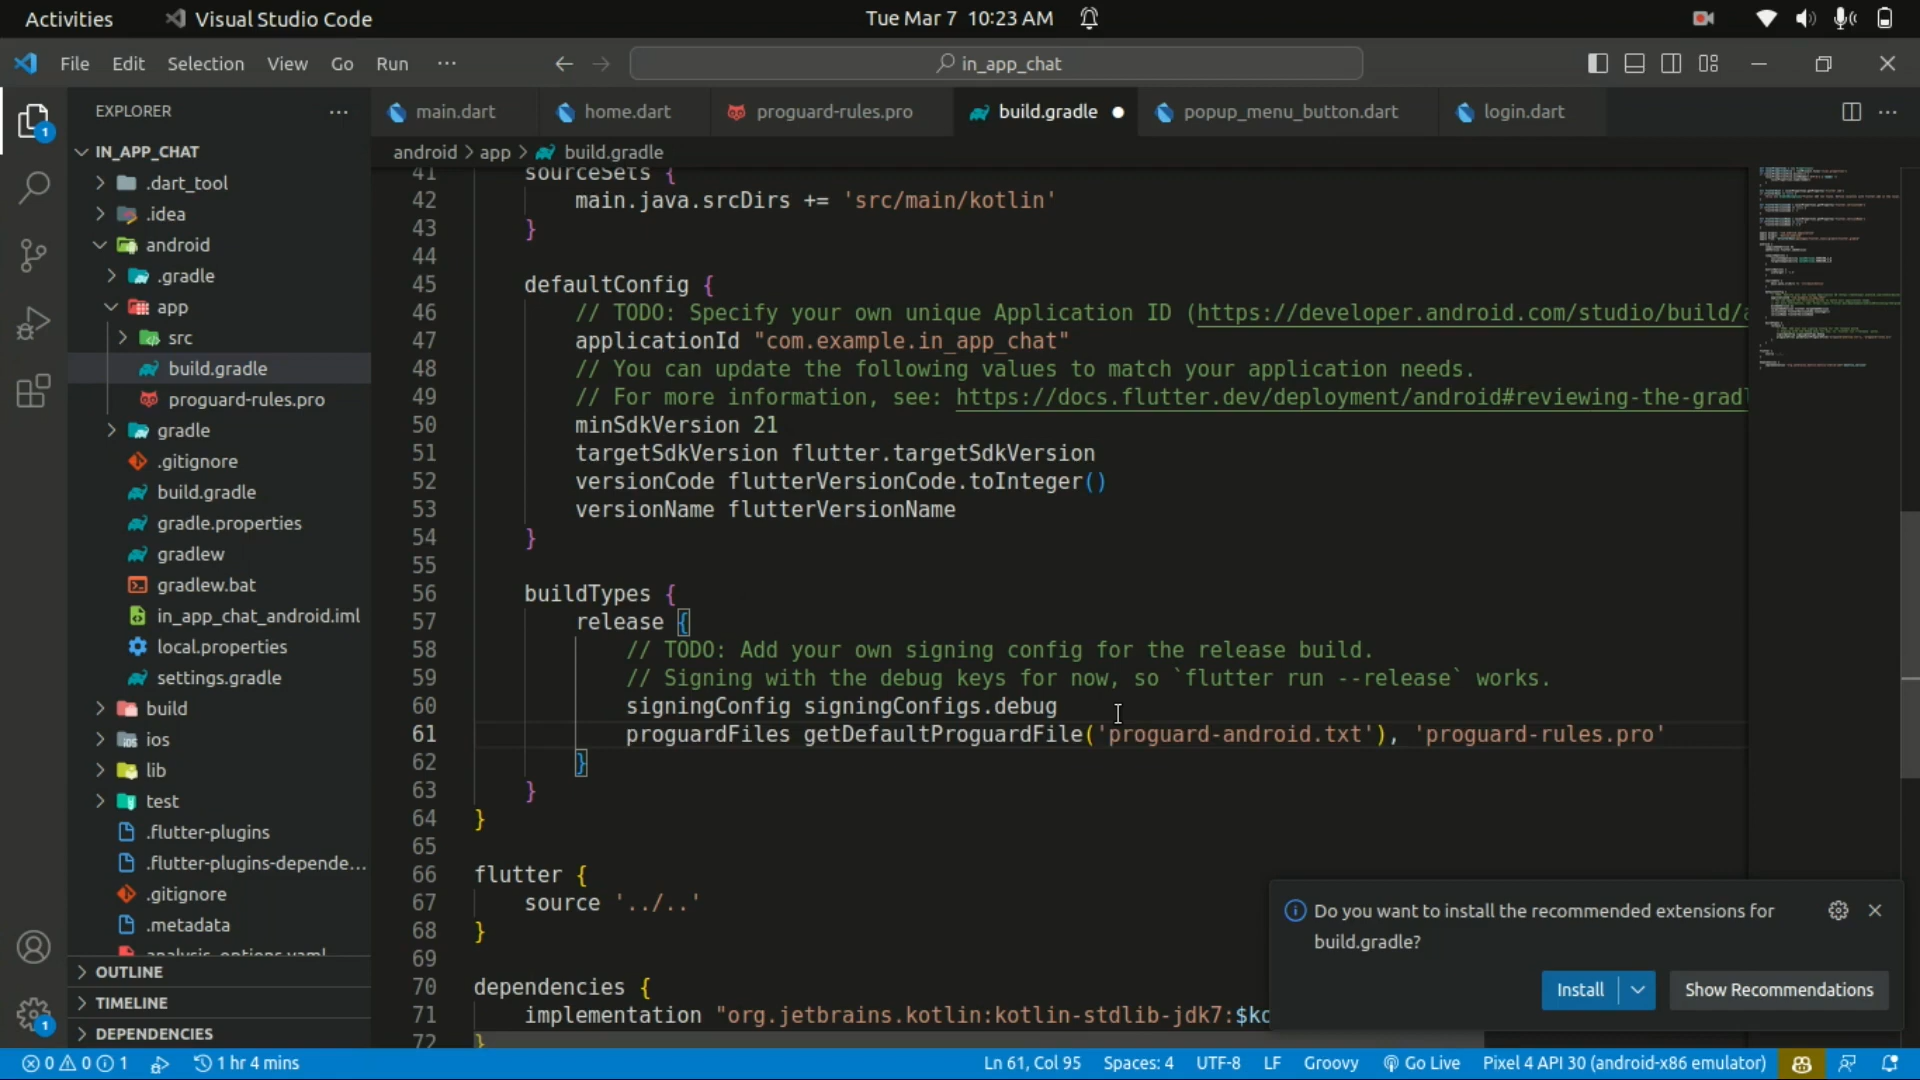 Activities
Visual Studio Code
Tue Mar 7 10:23 AM
File Edit Selection View Go Run ···
in_app_chat
EXPLORER
main.dart
home.dart
proguard-rules.pro
build.gradle
popup_menu_button.dart
login.dart
android > app > build.gradle
IN_APP_CHAT
.dart_tool
.idea
android
.gradle
app
src
build.gradle
proguard-rules.pro
gradle
.gitignore
build.gradle
gradle.properties
gradlew
gradlew.bat
in_app_chat_android.iml
local.properties
settings.gradle
build
ios
lib
test
.flutter-plugins
.flutter-plugins-depende...
.gitignore
.metadata
analysis_options.yaml
OUTLINE
TIMELINE
DEPENDENCIES
41 sourceSets {
42 main.java.srcDirs += 'src/main/kotlin'
43 }
44
45 defaultConfig {
46 // TODO: Specify your own unique Application ID (https://developer.android.com/studio/build/a
47 applicationId "com.example.in_app_chat"
48 // You can update the following values to match your application needs.
49 // For more information, see: https://docs.flutter.dev/deployment/android#reviewing-the-gradl
50 minSdkVersion 21
51 targetSdkVersion flutter.targetSdkVersion
52 versionCode flutterVersionCode.toInteger()
53 versionName flutterVersionName
54 }
55
56 buildTypes {
57 release {
58 // TODO: Add your own signing config for the release build.
59 // Signing with the debug keys for now, so `flutter run --release` works.
60 signingConfig signingConfigs.debug
61 proguardFiles getDefaultProguardFile('proguard-android.txt'), 'proguard-rules.pro'
62 }
63 }
64 }
65
66 flutter {
67 source '../..'
68 }
69
70 dependencies {
71 implementation "org.jetbrains.kotlin:kotlin-stdlib-jdk7:$ko
72 }
Do you want to install the recommended extensions for
build.gradle?
Install
Show Recommendations
1
1
0 0 1
1 hr 4 mins
Ln 61, Col 95
Spaces: 4
UTF-8
LF
Groovy
Go Live
Pixel 4 API 30 (android-x86 emulator)